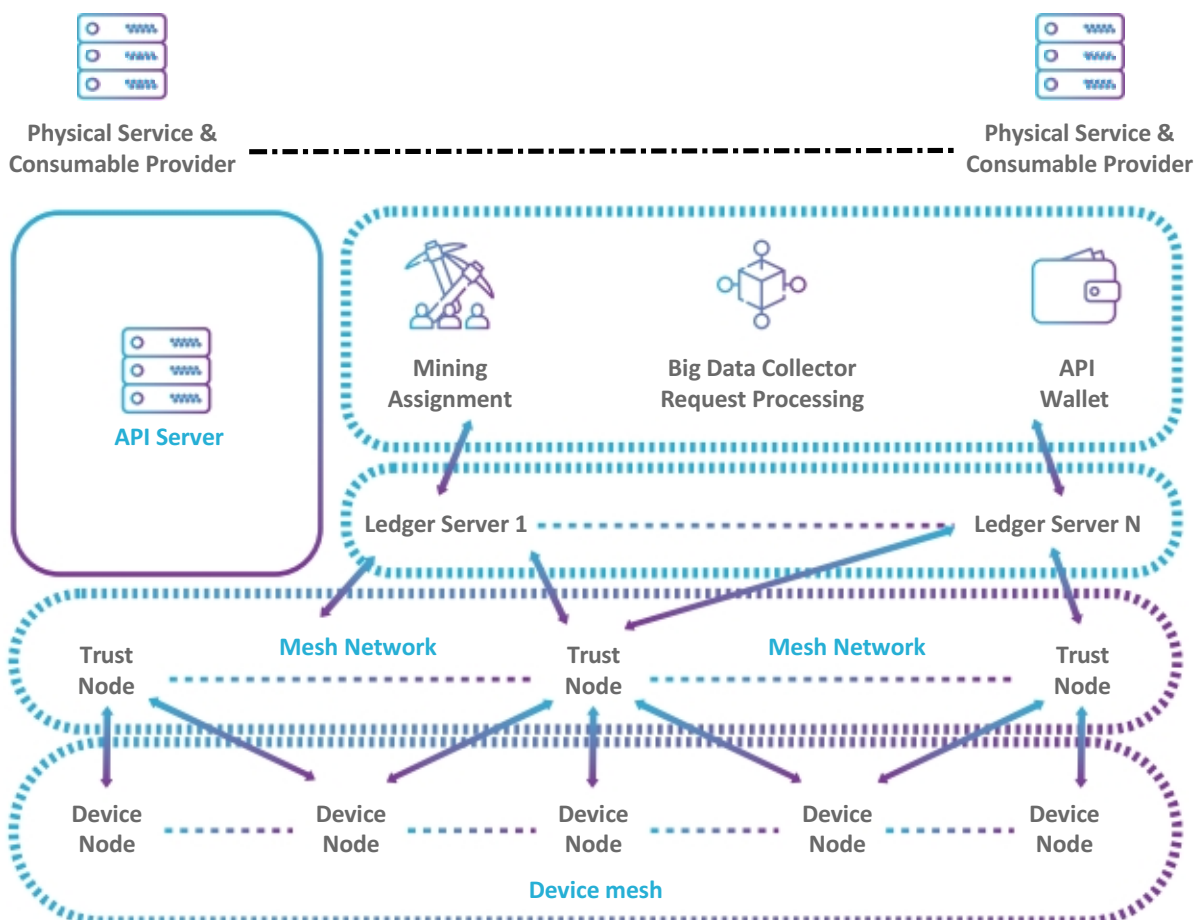 Physical Service &
Consumable Provider
Physical Service &
Consumable Provider
API Server
Mining
Assignment
Big Data Collector
Request Processing
API
Wallet
Ledger Server 1
Ledger Server N
Mesh Network
Mesh Network
Trust
Node
Trust
Node
Trust
Node
Device
Node
Device
Node
Device
Node
Device
Node
Device
Node
Device mesh